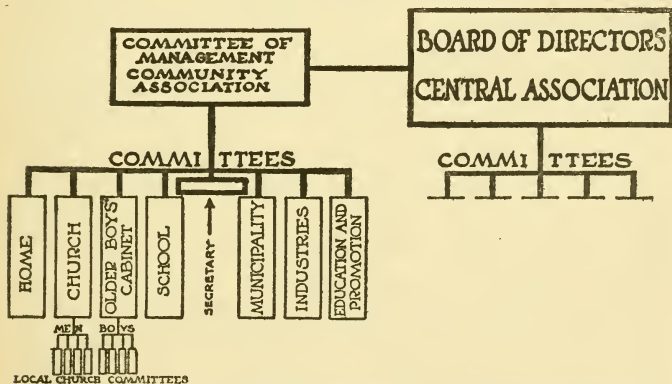 COMMITTEE OF
MANAGEMENT
COMMUNITY
ASSOCIATION
BOARD OF DIRECTORS
CENTRAL ASSOCIATION
COMMITTEES
COMMITTEES
HOME
CHURCH
OLDER BOYS'
CABINET
SCHOOL
SECRETARY
MUNICIPALITY
INDUSTRIES
EDUCATION AND
PROMOTION
MEN
BOYS
LOCAL CHURCH COMMITTEES